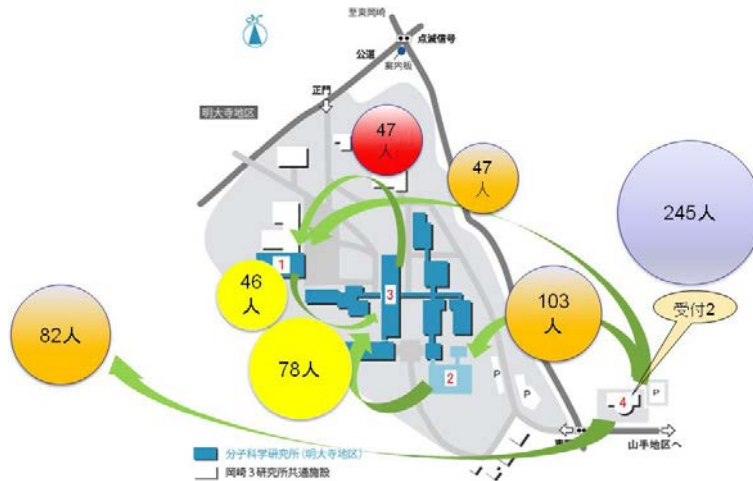 至東岡崎
点滅信号
公道
案内板
正門
明大寺地区
47
人
47
人
245人
1
46
人
3
103
人
受付2
82人
78人
2
P
P
P
4
山手地区へ
分子科学研究所(明大寺地区)
岡崎3研究所共通施設